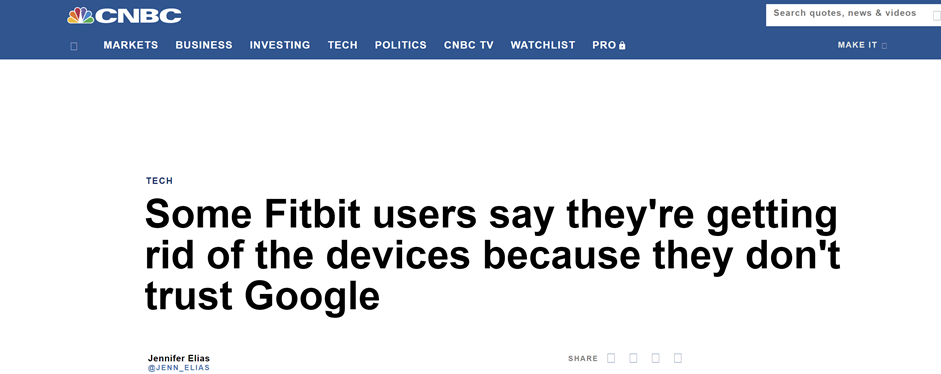 CNBC
Search quotes, news & videos
MARKETS BUSINESS INVESTING TECH POLITICS CNBC TV WATCHLIST PRO
MAKE IT
TECH
Some Fitbit users say they're getting
rid of the devices because they don't
trust Google
Jennifer Elias
@JENN_ELIAS
SHARE